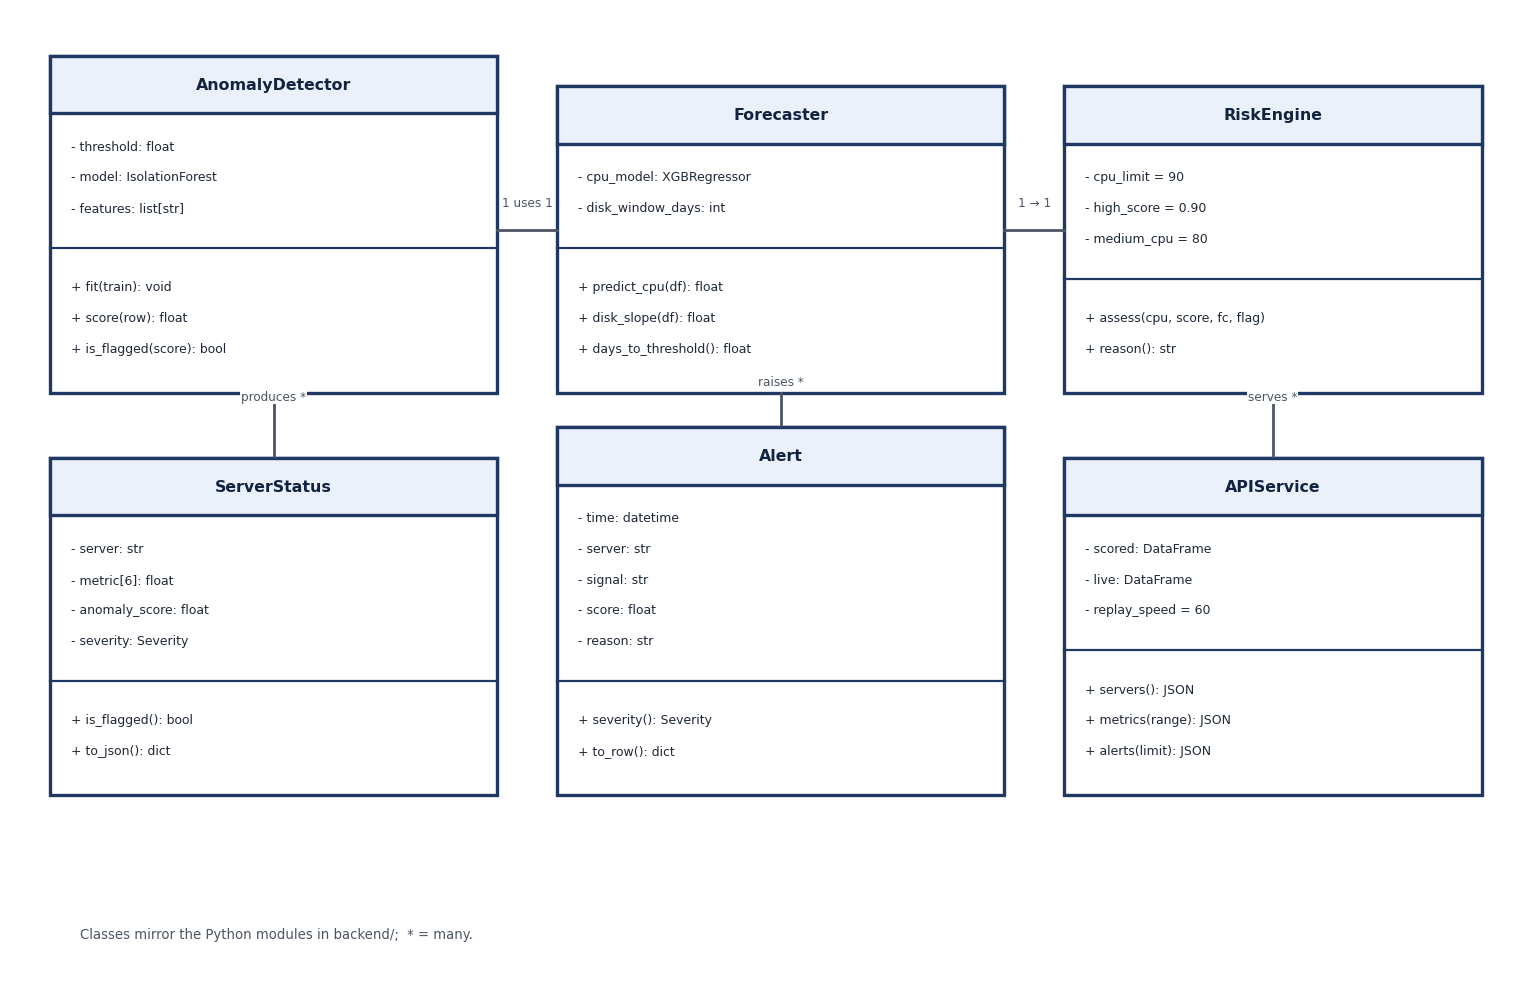 AnomalyDetector
- threshold: float
- model: IsolationForest
- features: list[str]
+ fit(train): void
+ score(row): float
+ is_flagged(score): bool
1 uses 1
Forecaster
- cpu_model: XGBRegressor
- disk_window_days: int
+ predict_cpu(df): float
+ disk_slope(df): float
+ days_to_threshold(): float
1 → 1
RiskEngine
- cpu_limit = 90
- high_score = 0.90
- medium_cpu = 80
+ assess(cpu, score, fc, flag)
+ reason(): str
produces *
raises *
serves *
ServerStatus
- server: str
- metric[6]: float
- anomaly_score: float
- severity: Severity
+ is_flagged(): bool
+ to_json(): dict
Alert
- time: datetime
- server: str
- signal: str
- score: float
- reason: str
+ severity(): Severity
+ to_row(): dict
APIService
- scored: DataFrame
- live: DataFrame
- replay_speed = 60
+ servers(): JSON
+ metrics(range): JSON
+ alerts(limit): JSON
Classes mirror the Python modules in backend/;  * = many.